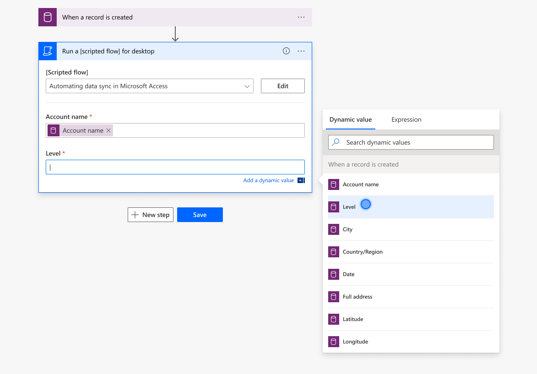 When a record is created
Run a [scripted flow] for desktop
[Scripted flow]
Automating data sync in Microsoft Access
Edit
Account name *
Account name
Level *
Add a dynamic value
New step
Save
Dynamic value
Expression
Search dynamic values
When a record is created
Account name
Level
City
Country/Region
Date
Full address
Latitude
Longitude